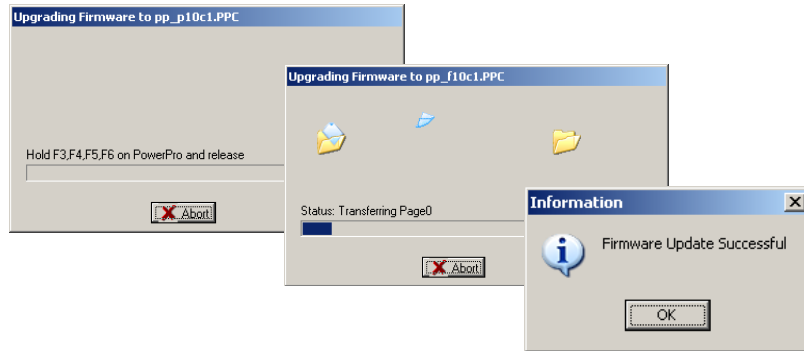 Upgrading Firmware to pp_p10c1.PPC
Hold F3,F4,F5,F6 on PowerPro and release
Abort
Upgrading Firmware to pp_f10c1.PPC
Status: Transferring Page0
Abort
Information
Firmware Update Successful
OK